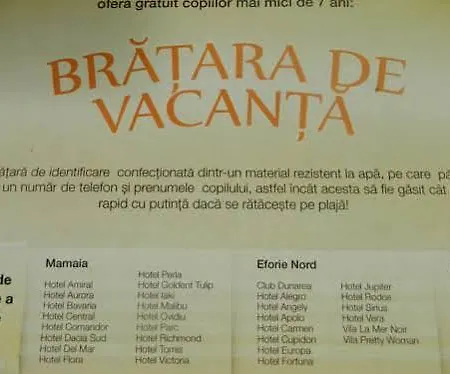 oferă gratuit copiilor mai mici de 7 ani:
BRĂȚARA DE
VACANȚĂ
ățară de identificare confecționată dintr-un material rezistent la apă, pe care pă
un număr de telefon și prenumele copilului, astfel încât acesta să fie găsit cât
rapid cu putință dacă se rătăcește pe plajă!
de
e a
Mamaia
Hotel Amiral
Hotel Aurora
Hotel Bavaria
Hotel Central
Hotel Comandor
Hotel Dacia Sud
Hotel Del Mar
Hotel Flora
Hotel Perla
Hotel Goldent Tulip
Hotel Iaki
Hotel Malibu
Hotel Ovidiu
Hotel Parc
Hotel Richmond
Hotel Tomis
Hotel Victoria
Eforie Nord
Club Dunarea
Hotel Alegro
Hotel Angely
Hotel Apolo
Hotel Carmen
Hotel Cupidon
Hotel Europa
Hotel Fortuna
Hotel Jupiter
Hotel Rodos
Hotel Sirius
Hotel Vera
Vila La Mer Noir
Vila Pretty Woman